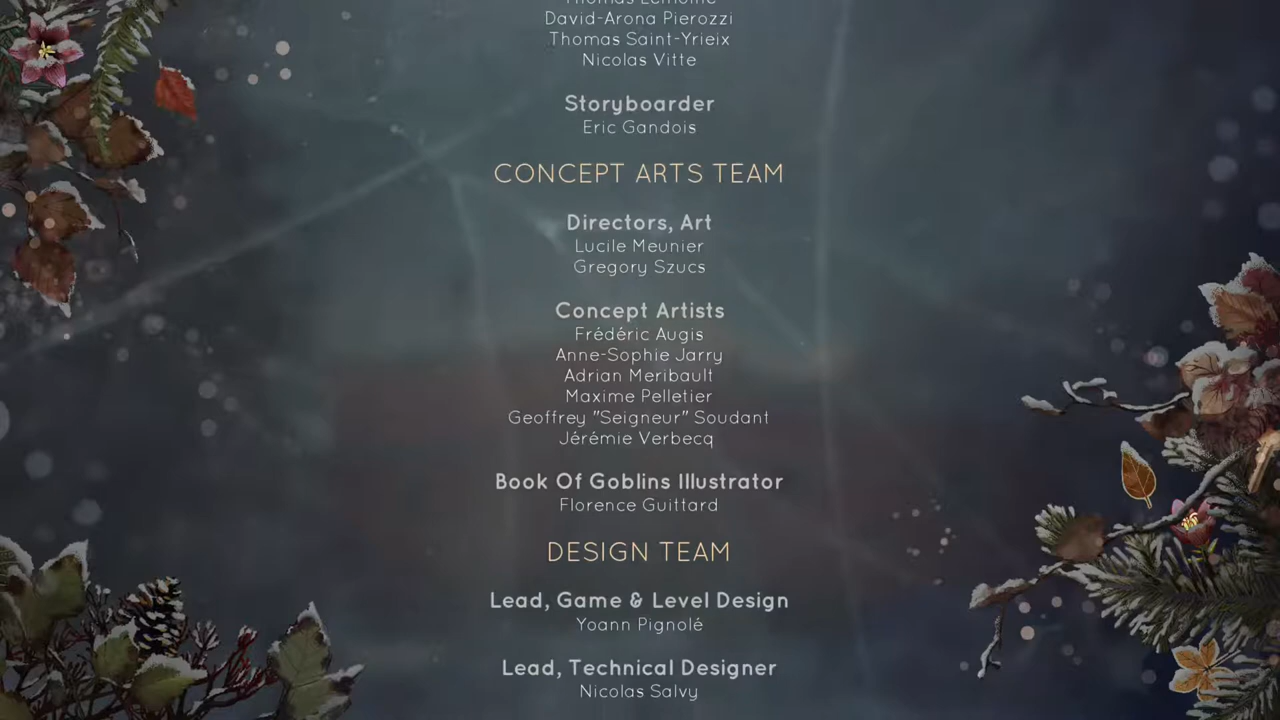 Thomas Lemoine
David-Arona Pierozzi
Thomas Saint-Yrieix
Nicolas Vitte
Storyboarder
Eric Gandois
CONCEPT ARTS TEAM
Directors, Art
Lucile Meunier
Gregory Szucs
Concept Artists
Frédéric Augis
Anne-Sophie Jarry
Adrian Meribault
Maxime Pelletier
Geoffrey "Seigneur" Soudant
Jérémie Verbecq
Book Of Goblins Illustrator
Florence Guittard
DESIGN TEAM
Lead, Game & Level Design
Yoann Pignolé
Lead, Technical Designer
Nicolas Salvy